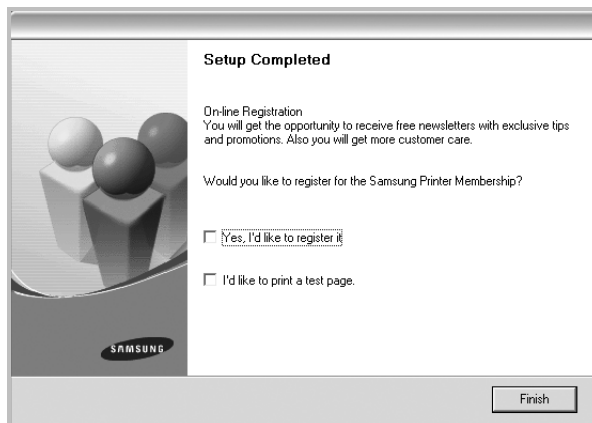 Setup Completed
On-line Registration
You will get the opportunity to receive free newsletters with exclusive tips
and promotions. Also you will get more customer care.
Would you like to register for the Samsung Printer Membership?
Yes, I'd like to register it
I'd like to print a test page.
SAMSUNG
Finish